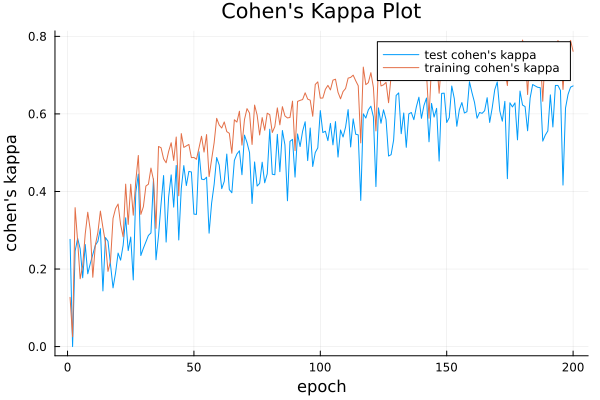 Cohen's Kappa Plot
test cohen's kappa
training cohen's kappa
cohen's kappa
0.8
0.6
0.4
0.2
0.0
0 50 100 150 200
epoch